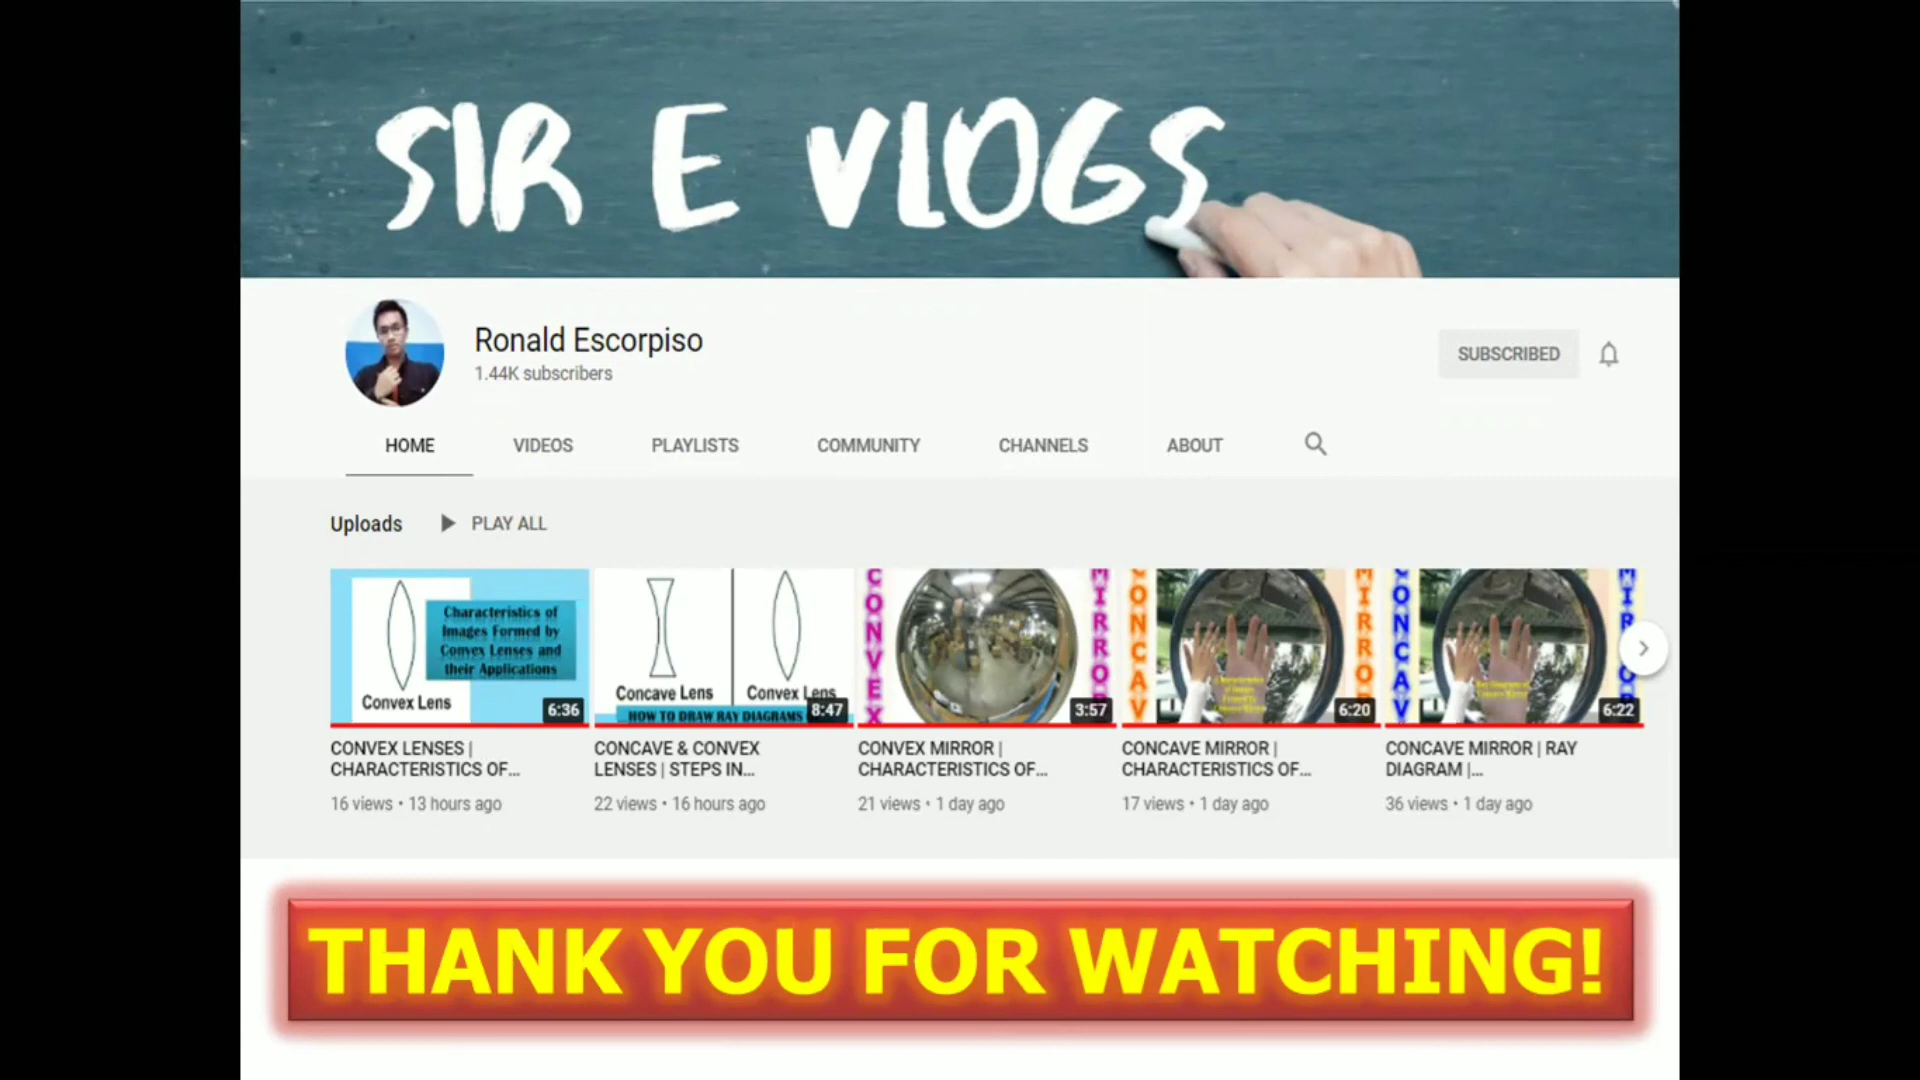 SIR E VLOGS
Ronald Escorpiso
1.44K subscribers
SUBSCRIBED
HOME VIDEOS PLAYLISTS COMMUNITY CHANNELS ABOUT
Uploads PLAY ALL
Characteristics of
Images Formed by
Convex Lenses and
their Applications
Convex Lens
6:36
Concave Lens
Convex Lens
HOW TO DRAW RAY DIAGRAMS
8:47
CONVEX
MIRROR
3:57
CONCAV
MIRRO
6:20
CONCAV
MIRRO
6:22
CONVEX LENSES |
CHARACTERISTICS OF...
16 views • 13 hours ago
CONCAVE & CONVEX
LENSES | STEPS IN...
22 views • 16 hours ago
CONVEX MIRROR |
CHARACTERISTICS OF...
21 views • 1 day ago
CONCAVE MIRROR |
CHARACTERISTICS OF...
17 views • 1 day ago
CONCAVE MIRROR | RAY
DIAGRAM |...
36 views • 1 day ago
THANK YOU FOR WATCHING!